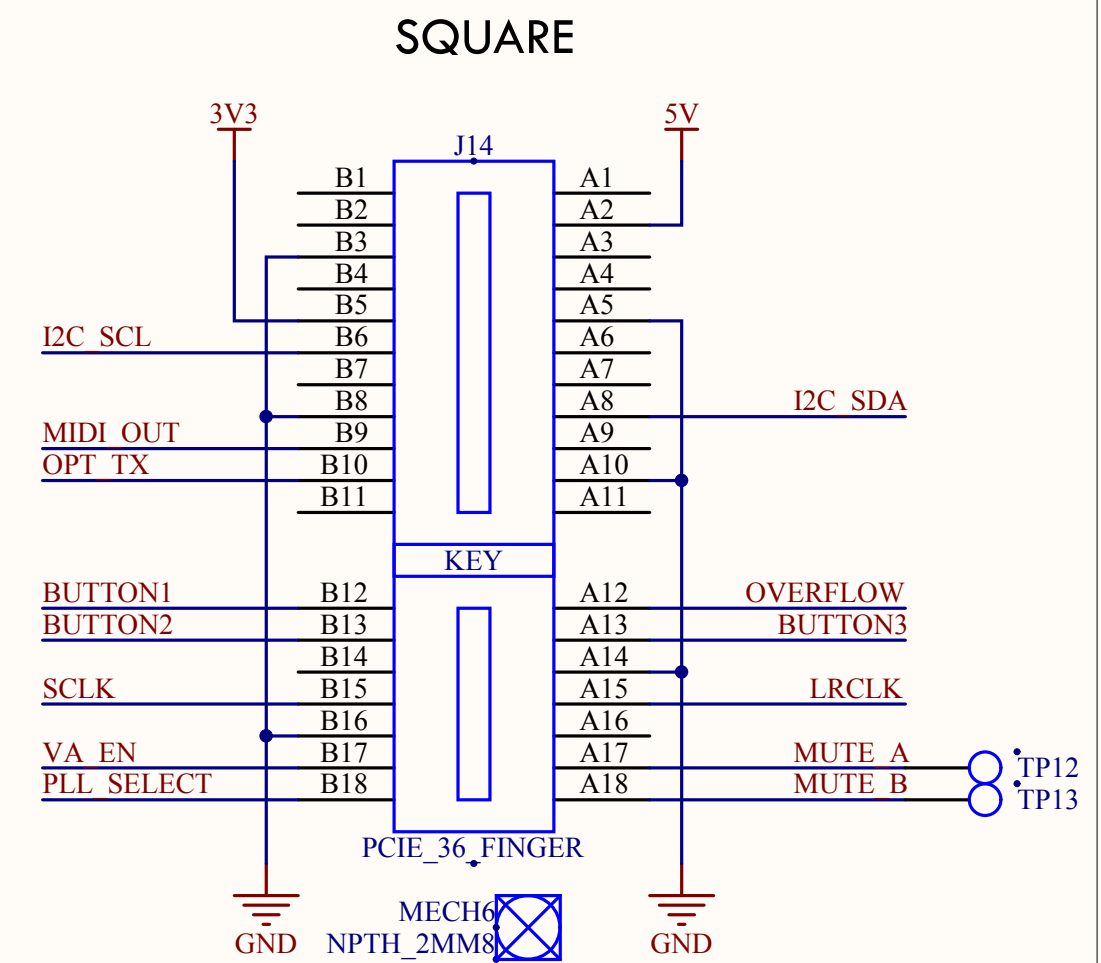 SQUARE
3V3 5V
J14
B1 A1
B2 A2
B3 A3
B4 A4
B5 A5
I2C_SCL B6 A6
B7 A7
B8 A8 I2C_SDA
MIDI_OUT B9 A9
OPT_TX B10 A10
B11 A11
KEY
BUTTON1 B12 A12 OVERFLOW
BUTTON2 B13 A13 BUTTON3
B14 A14
SCLK B15 A15 LRCLK
B16 A16
VA_EN B17 A17 MUTE_A TP12
PLL_SELECT B18 A18 MUTE_B TP13
PCIE_36_FINGER
MECH6
GND NPTH_2MM8 GND